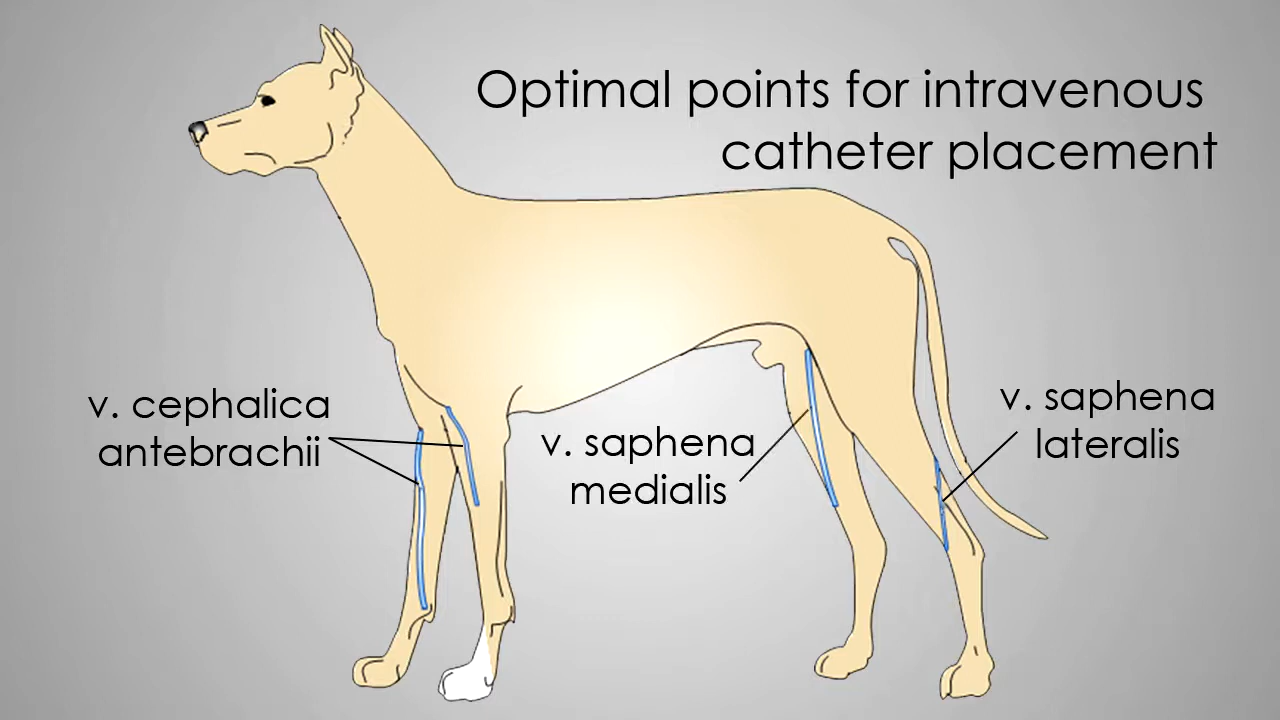 Optimal points for intravenous
catheter placement
v. cephalica
antebrachii
v. saphena
medialis
v. saphena
lateralis